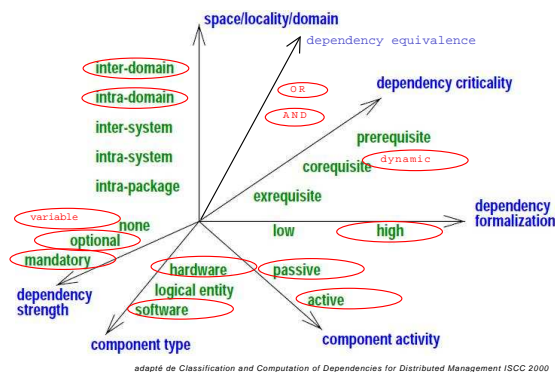 space/locality/domain
dependency equivalence
inter-domain
OR
dependency criticality
intra-domain
AND
inter-system
prerequisite
intra-system
corequisite
dynamic
intra-package
exrequisite
variable
none
low
high
dependency
formalization
optional
mandatory
hardware
passive
dependency
strength
logical entity
active
software
component type
component activity
adapté de Classification and Computation of Dependencies for Distributed Management ISCC 2000